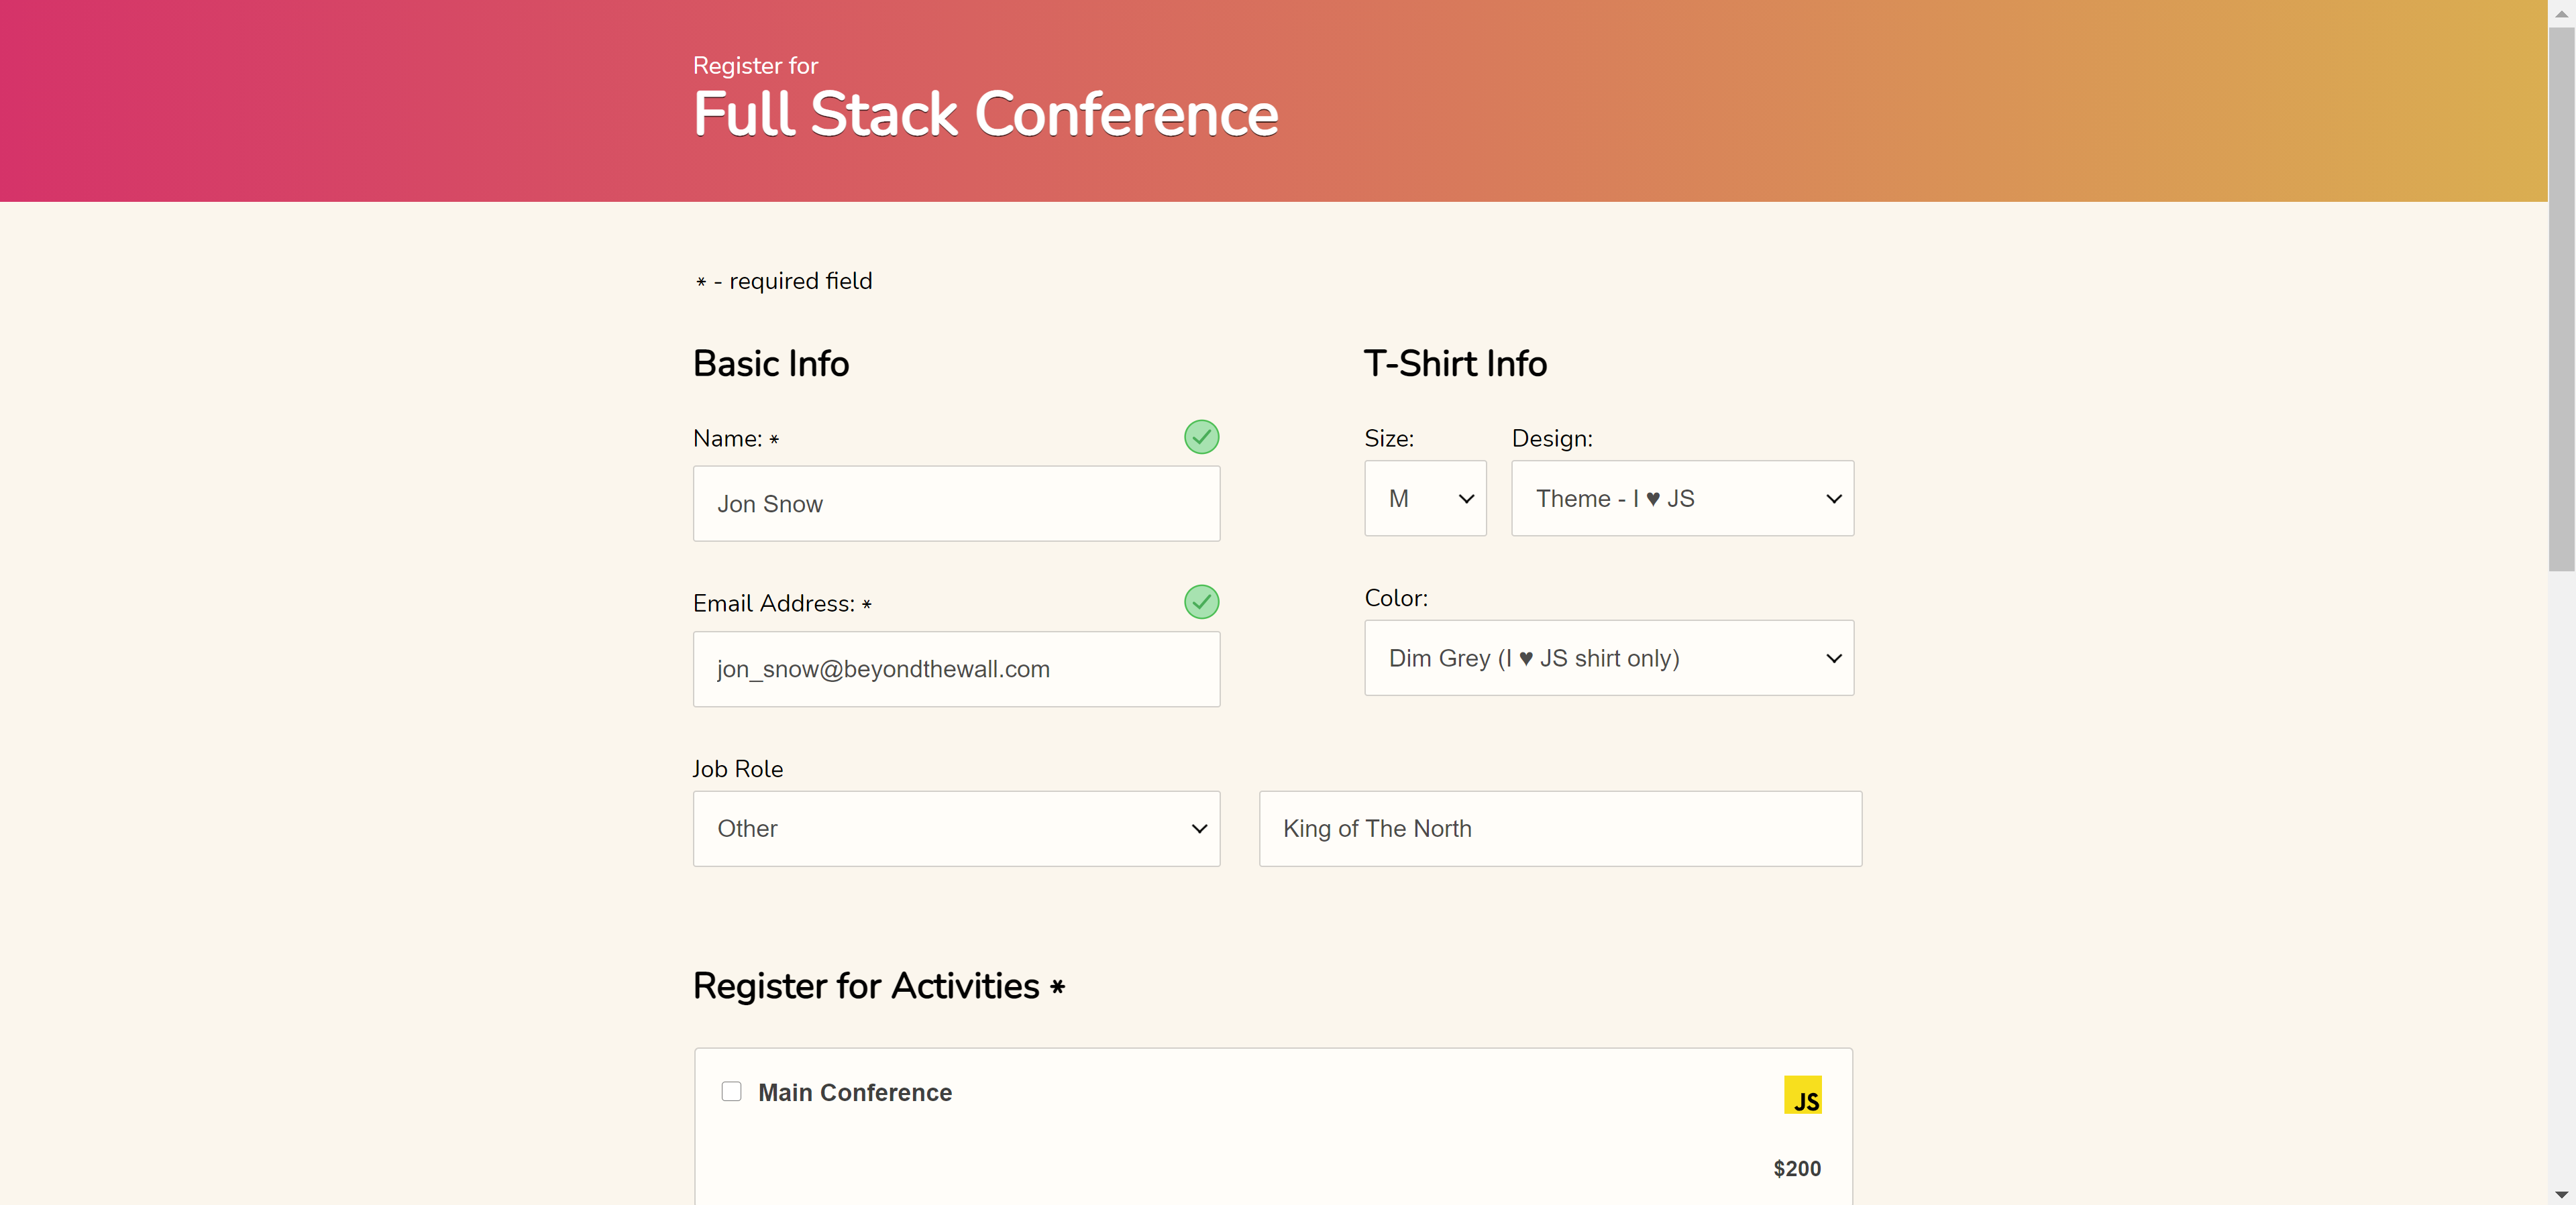 Register for
Full Stack Conference
* - required field
Basic Info
Name: *
Jon Snow
Email Address: *
jon_snow@beyondthewall.com
T-Shirt Info
Size:
M
Design:
Theme - I ♥ JS
Color:
Dim Grey (I ♥ JS shirt only)
Job Role
Other
King of The North
Register for Activities *
Main Conference
JS
$200